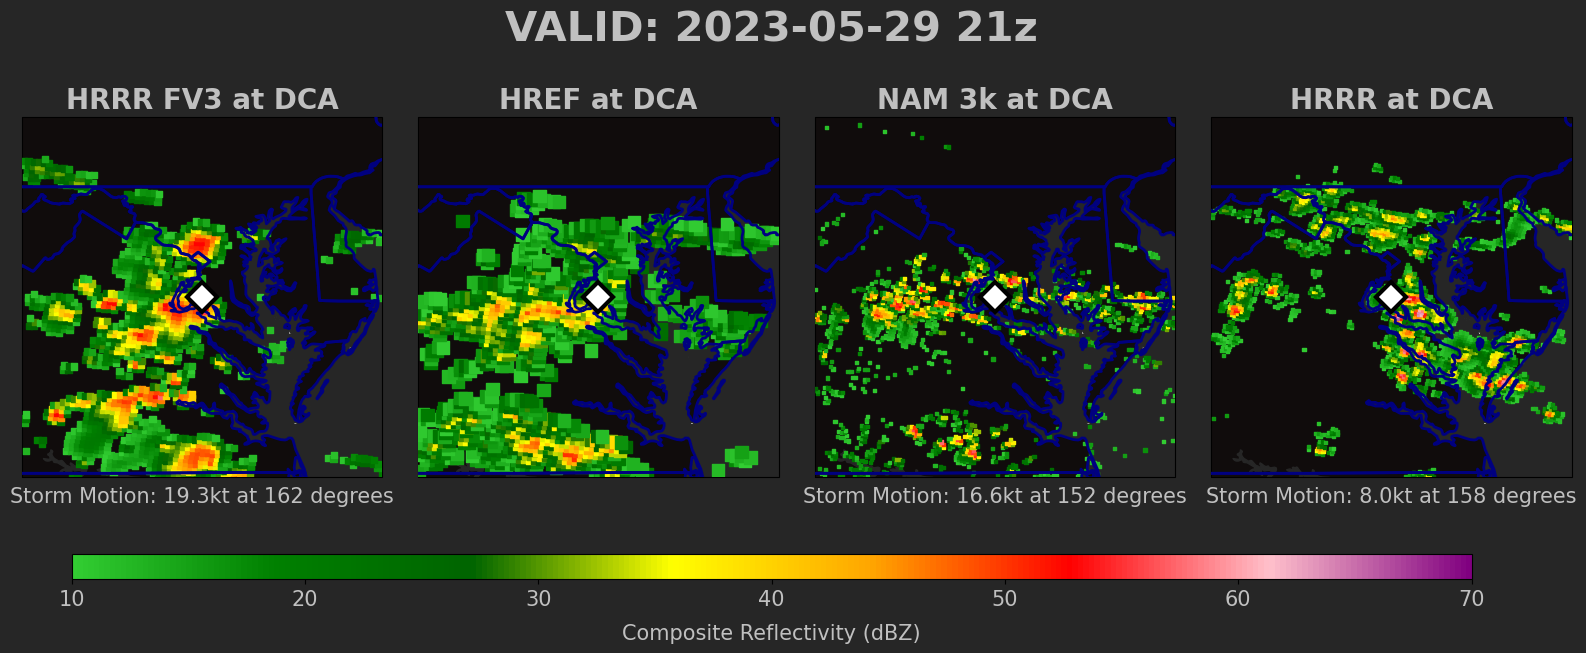 VALID: 2023-05-29 21z
HRRR FV3 at DCA
HREF at DCA
NAM 3k at DCA
HRRR at DCA
Storm Motion: 19.3kt at 162 degrees
Storm Motion: 16.6kt at 152 degrees
Storm Motion: 8.0kt at 158 degrees
10 20 30 40 50 60 70
Composite Reflectivity (dBZ)